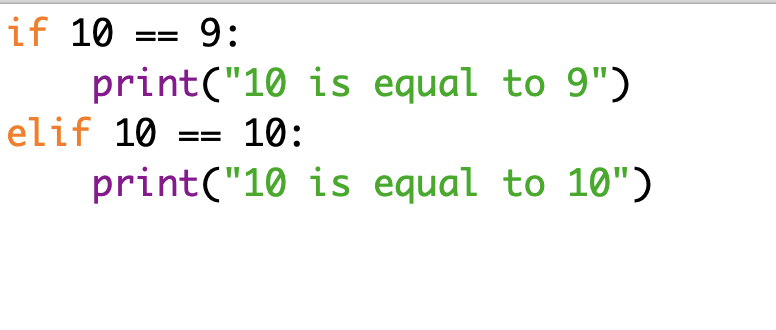 if 10 == 9:
    print("10 is equal to 9")
elif 10 == 10:
    print("10 is equal to 10")